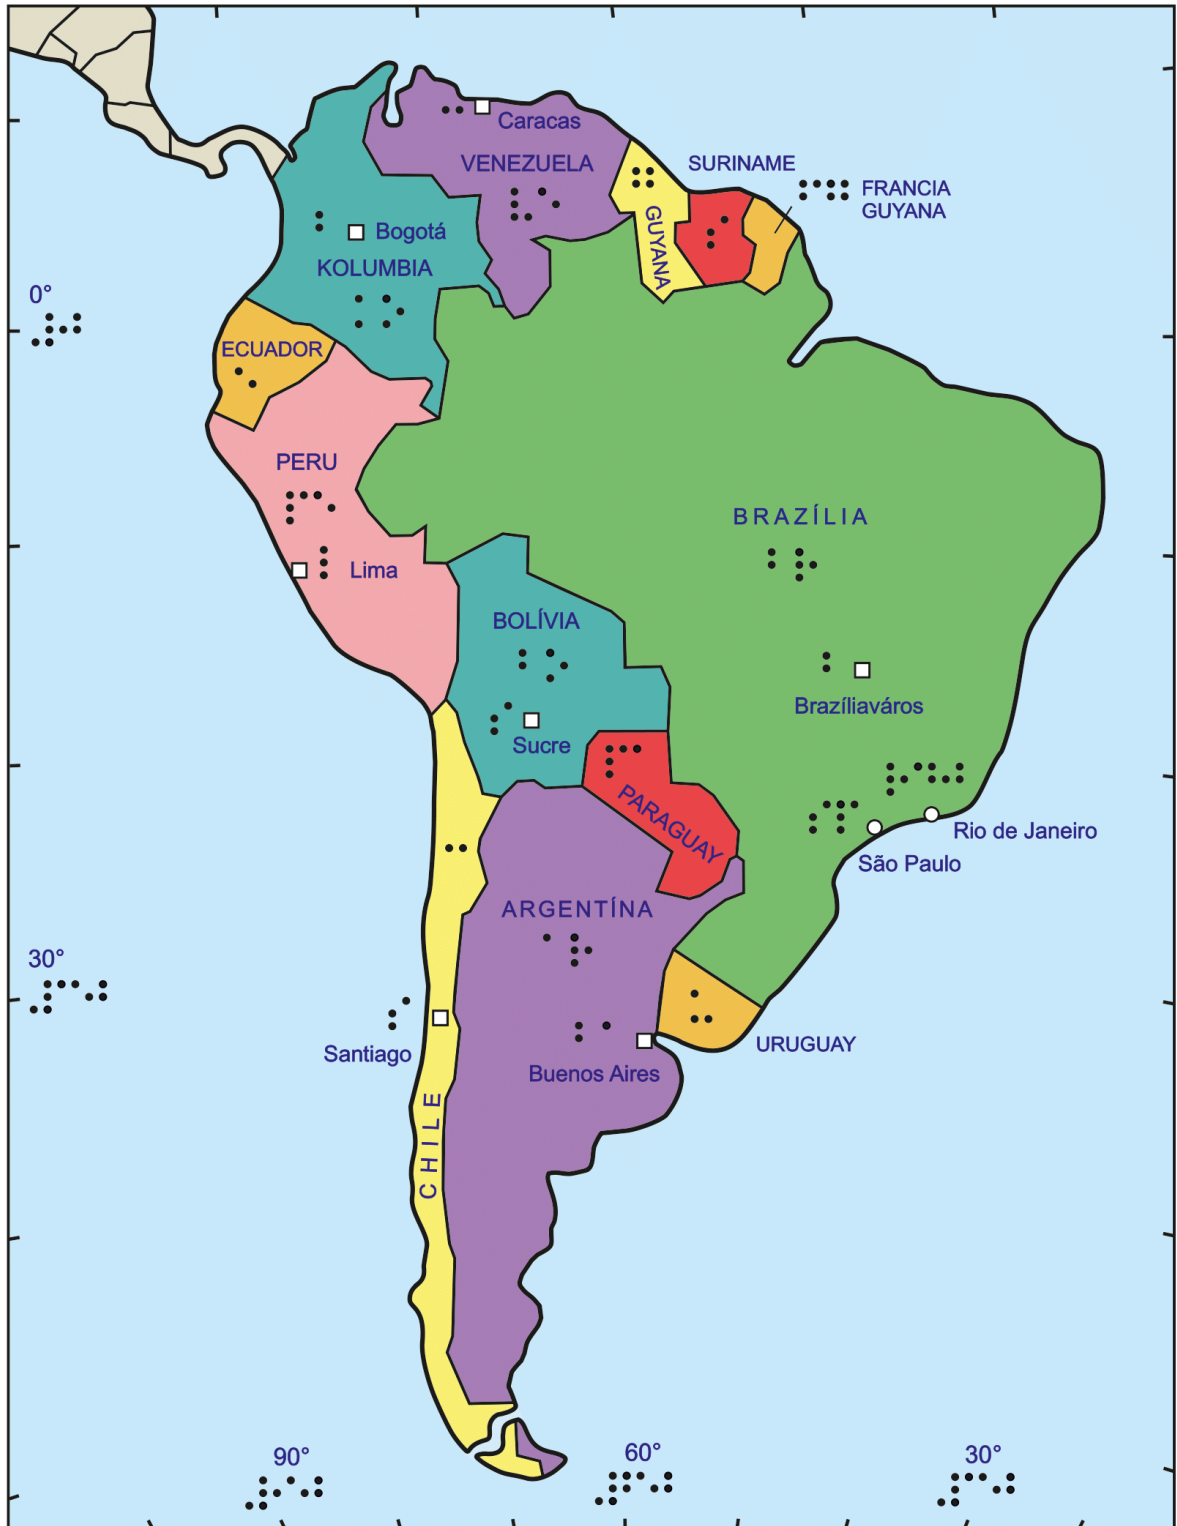 Caracas
VENEZUELA
SURINAME
FRANCIA
GUYANA
GUYANA
Bogotá
KOLUMBIA
0°
ECUADOR
PERU
BRAZÍLIA
Lima
BOLÍVIA
Brazíliaváros
Sucre
PARAGUAY
Rio de Janeiro
São Paulo
ARGENTÍNA
30°
Santiago
URUGUAY
Buenos Aires
CHILE
90°
60°
30°